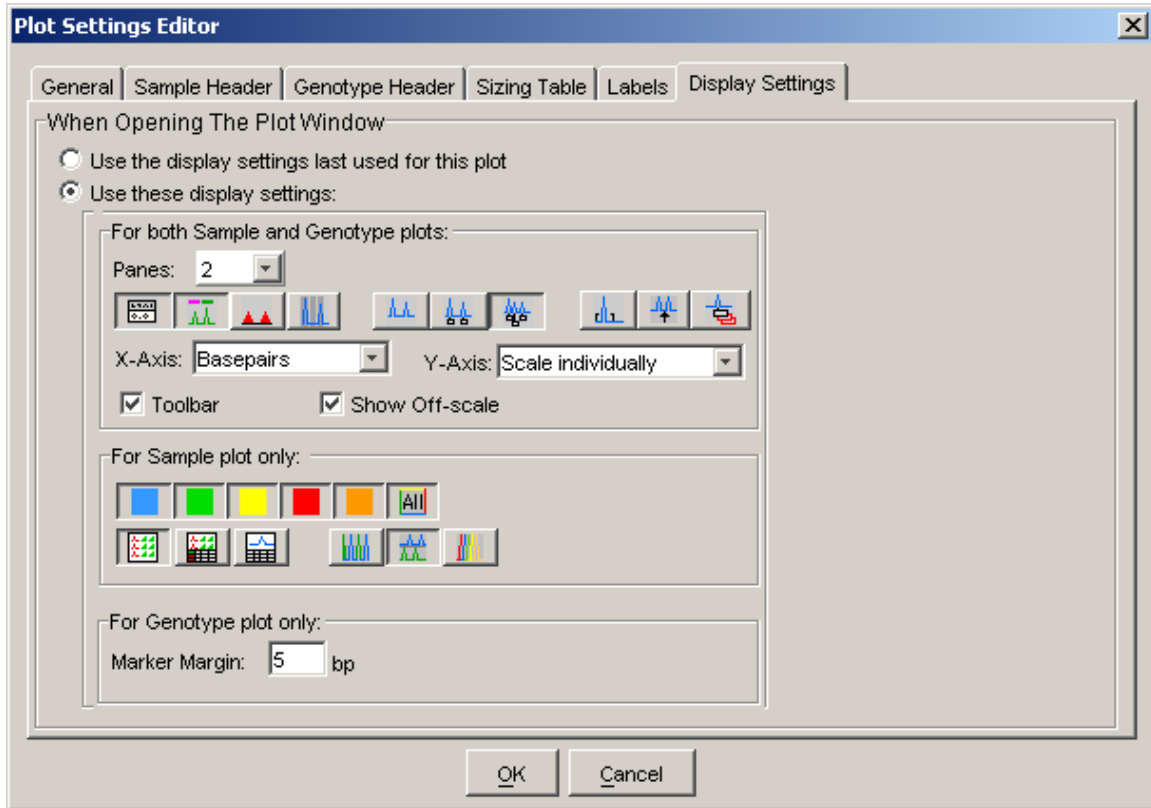 Plot Settings Editor
General Sample Header Genotype Header Sizing Table Labels Display Settings
When Opening The Plot Window
Use the display settings last used for this plot
Use these display settings:
For both Sample and Genotype plots:
Panes: 2
X-Axis: Basepairs Y-Axis: Scale individually
Toolbar Show Off-scale
For Sample plot only:
All
For Genotype plot only:
Marker Margin: 5 bp
OK Cancel